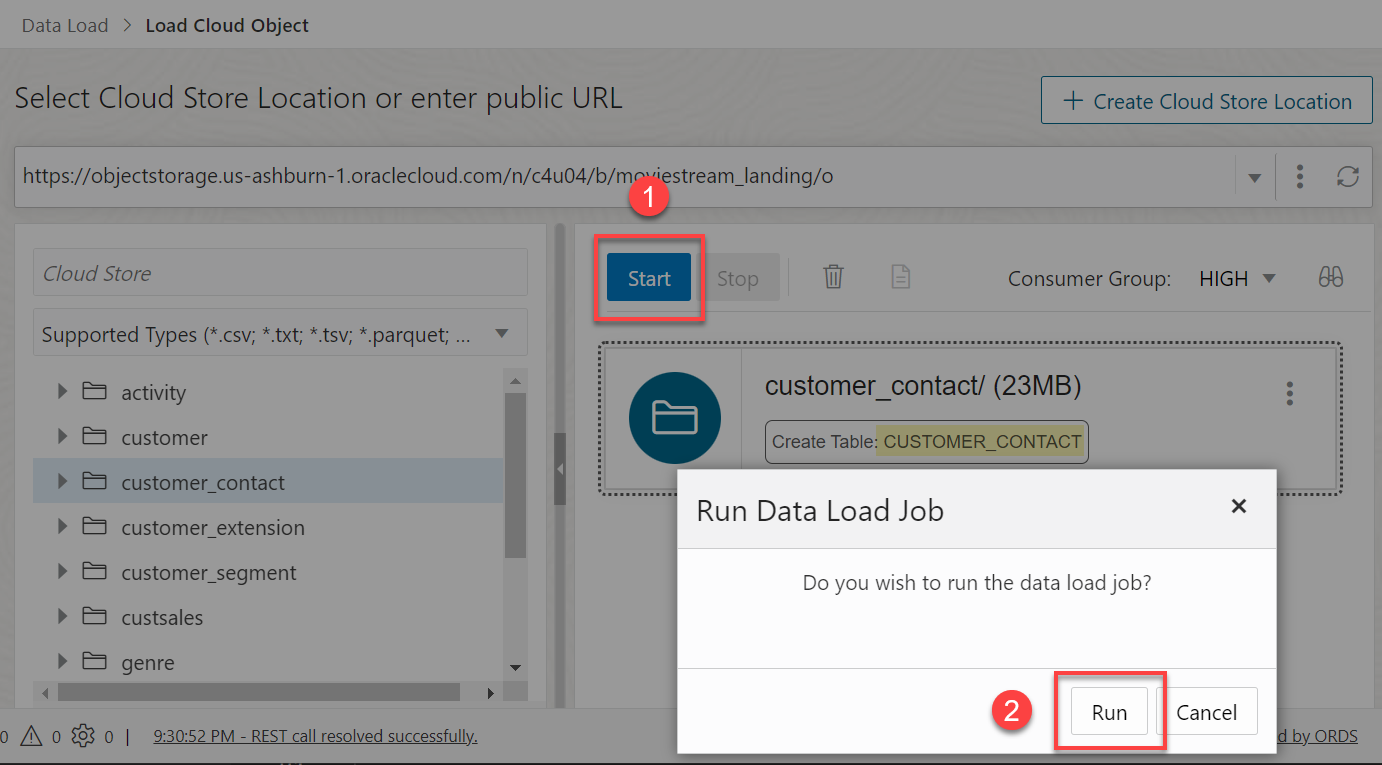 Data Load > Load Cloud Object
Select Cloud Store Location or enter public URL
+ Create Cloud Store Location
https://objectstorage.us-ashburn-1.oraclecloud.com/n/c4u04/b/moviestream_landing/o
1
Cloud Store
Supported Types (*.csv; *.txt; *.tsv; *.parquet; ...
activity
customer
customer_contact
customer_extension
customer_segment
custsales
genre
Start
Stop
Consumer Group:
HIGH
customer_contact/ (23MB)
Create Table: CUSTOMER_CONTACT
Run Data Load Job
Do you wish to run the data load job?
2
Run
Cancel
0 0 0 | 9:30:52 PM - REST call resolved successfully.
d by ORDS